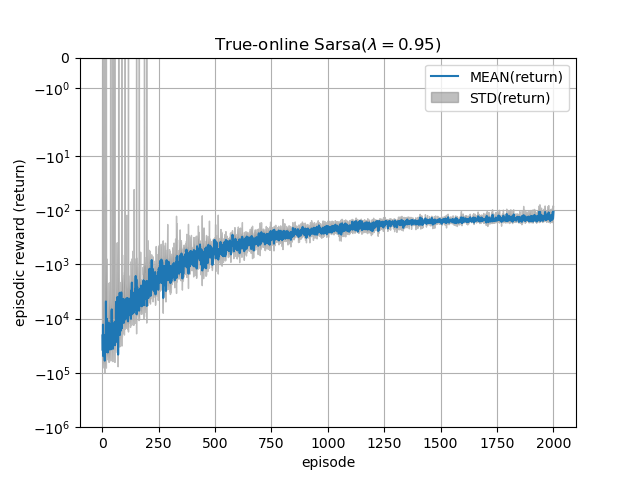 True-online Sarsa(λ = 0.95)
0
−10⁰
−10¹
−10²
−10³
−10⁴
−10⁵
−10⁶
episodic reward (return)
MEAN(return)
STD(return)
0 250 500 750 1000 1250 1500 1750 2000
episode